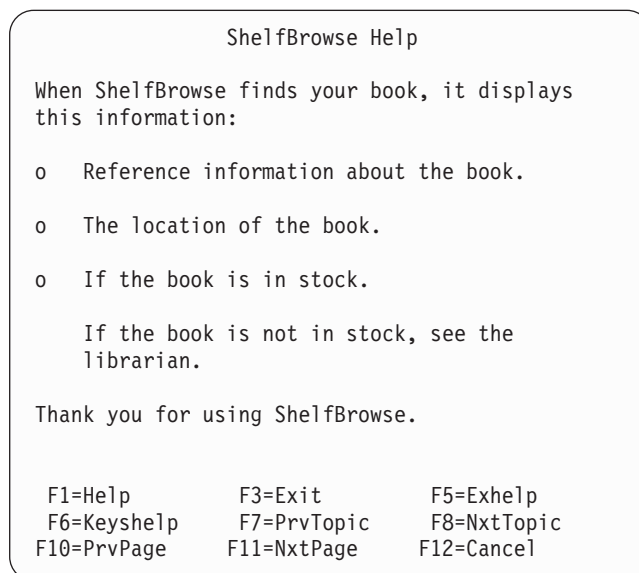 ShelfBrowse Help
When ShelfBrowse finds your book, it displays
this information:
o Reference information about the book.
o The location of the book.
o If the book is in stock.
If the book is not in stock, see the
librarian.
Thank you for using ShelfBrowse.
F1=Help F3=Exit F5=Exhelp
F6=Keyshelp F7=PrvTopic F8=NxtTopic
F10=PrvPage F11=NxtPage F12=Cancel